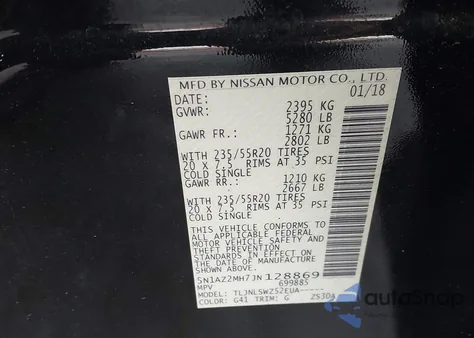 MFD BY NISSAN MOTOR CO., LTD.
DATE: 01/18
GVWR: 2395 KG
5280 LB
GAWR FR.: 1271 KG
2802 LB
WITH 235/55R20 TIRES
20 X 7.5 RIMS AT 35 PSI
COLD SINGLE
GAWR RR.: 1210 KG
2667 LB
WITH 235/55R20 TIRES
20 X 7.5 RIMS AT 35 PSI
COLD SINGLE
THIS VEHICLE CONFORMS
TO ALL APPLICABLE FEDERAL
MOTOR VEHICLE SAFETY AND
THEFT PREVENTION STANDARDS
IN EFFECT ON THE DATE OF
MANUFACTURE SHOWN ABOVE.
5N1AZ2MH7JN128869
MPV 699885
MODEL: TLJNLSWZ52EUA-----
COLOR: G41 TRIM: G ZS30A
autoSnap